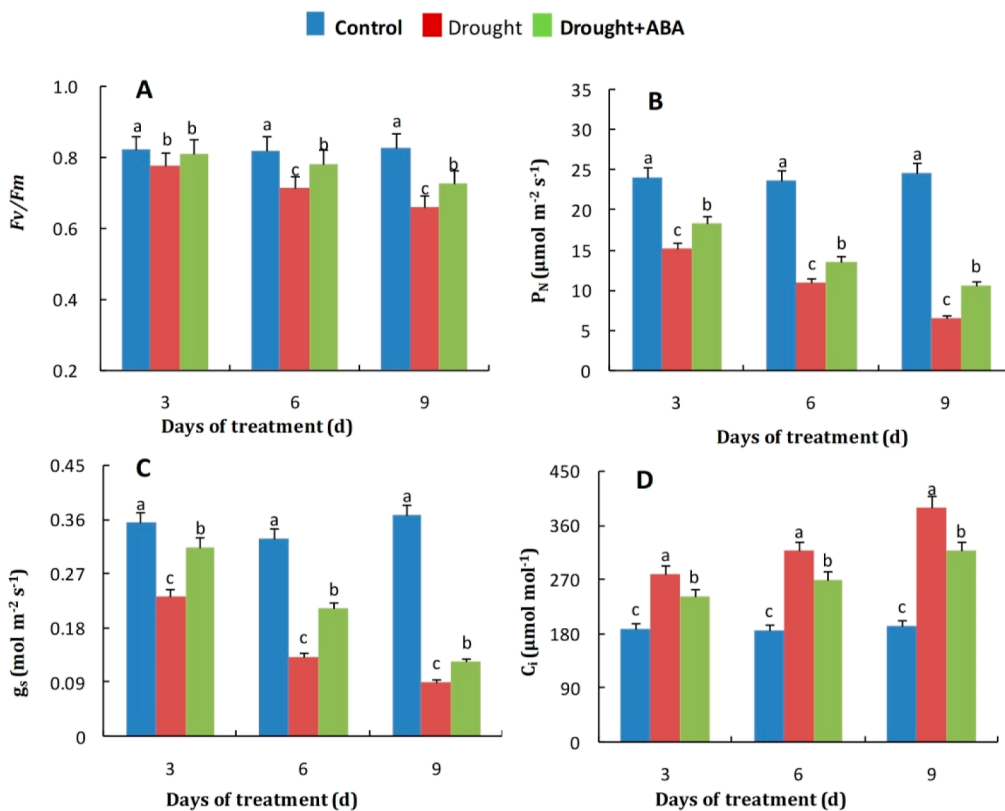 Control Drought Drought+ABA
A
1.0
0.8
0.6
0.4
0.2
Fv/Fm
a b b
a c b
a c b
3 6 9
Days of treatment (d)
B
35
30
25
20
15
10
5
0
P_N (μmol m⁻² s⁻¹)
a c b
a c b
a c b
3 6 9
Days of treatment (d)
C
0.45
0.36
0.27
0.18
0.09
0
g_s (mol m⁻² s⁻¹)
a c b
a c b
a c b
3 6 9
Days of treatment (d)
D
450
360
270
180
90
0
C_i (μmol mol⁻¹)
c a b
c a b
c a b
3 6 9
Days of treatment (d)